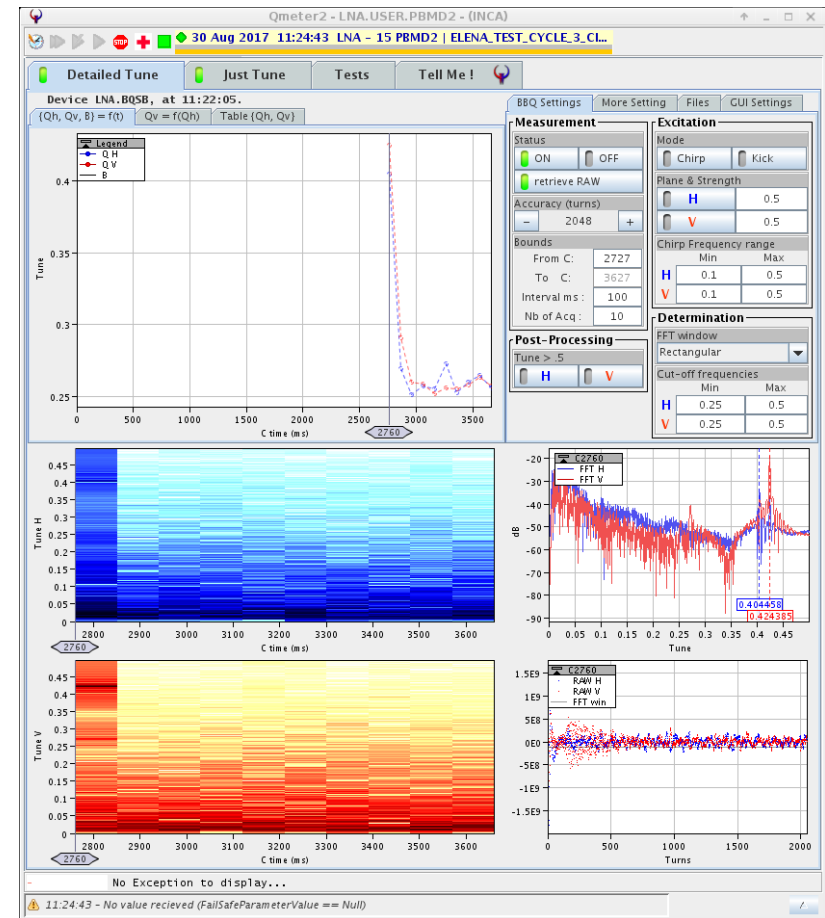 Qmeter2 - LNA.USER.PBMD2 - (INCA)
STOP
30 Aug 2017 11:24:43 LNA - 15 PBMD2 | ELENA_TEST_CYCLE_3_CI...
Detailed Tune
Just Tune
Tests
Tell Me !
Device LNA.BQSB, at 11:22:05.
{Qh, Qv, B} = f(t)
Qv = f(Qh)
Table {Qh, Qv}
Legend
Q H
Q V
B
Tune
0.4
0.35
0.3
0.25
0 500 1000 1500 2000 2500 3000 3500
C time (ms)
2760
BBQ Settings
More Setting
Files
GUI Settings
Measurement
Status
ON
OFF
retrieve RAW
Accuracy (turns)
- 2048 +
Bounds
From C: 2727
To C: 3627
Interval ms : 100
Nb of Acq : 10
Post-Processing
Tune > .5
H V
Excitation
Mode
Chirp
Kick
Plane & Strength
H 0.5
V 0.5
Chirp Frequency range
Min Max
H 0.1 0.5
V 0.1 0.5
Determination
FFT window
Rectangular
Cut-off frequencies
Min Max
H 0.25 0.5
V 0.25 0.5
Tune H
0.45
0.4
0.35
0.3
0.25
0.2
0.15
0.1
0.05
0
2800 2900 3000 3100 3200 3300 3400 3500 3600
2760
C time (ms)
C2760
FFT H
FFT V
dB
-20
-30
-40
-50
-60
-70
-80
-90
0.404458
0.424385
0 0.05 0.1 0.15 0.2 0.25 0.3 0.35 0.4 0.45
Tune
Tune V
0.45
0.4
0.35
0.3
0.25
0.2
0.15
0.1
0.05
0
2800 2900 3000 3100 3200 3300 3400 3500 3600
2760
C time (ms)
C2760
RAW H
RAW V
FFT win
1.5E9
1E9
5E8
0E0
-5E8
-1E9
-1.5E9
0 500 1000 1500 2000
Turns
- No Exception to display...
11:24:43 - No value recieved (FailSafeParameterValue == Null)